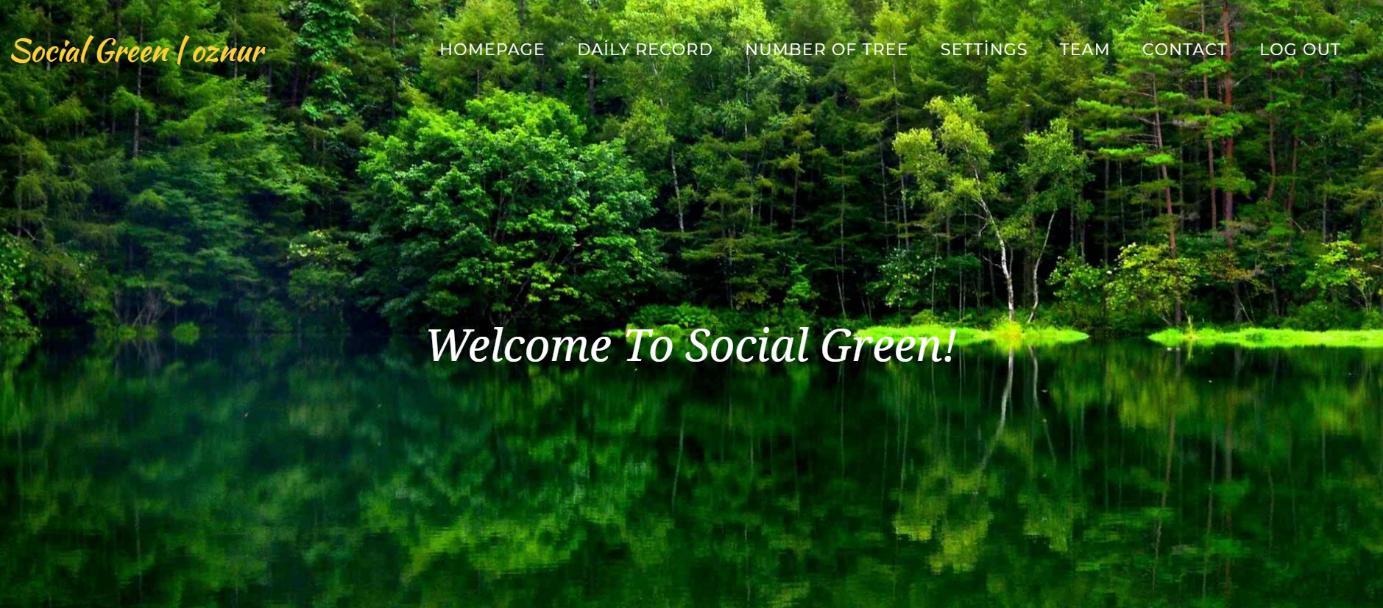 Social Green | oznur
HOMEPAGE DAİLY RECORD NUMBER OF TREE SETTİNGS TEAM CONTACT LOG OUT
Welcome To Social Green!